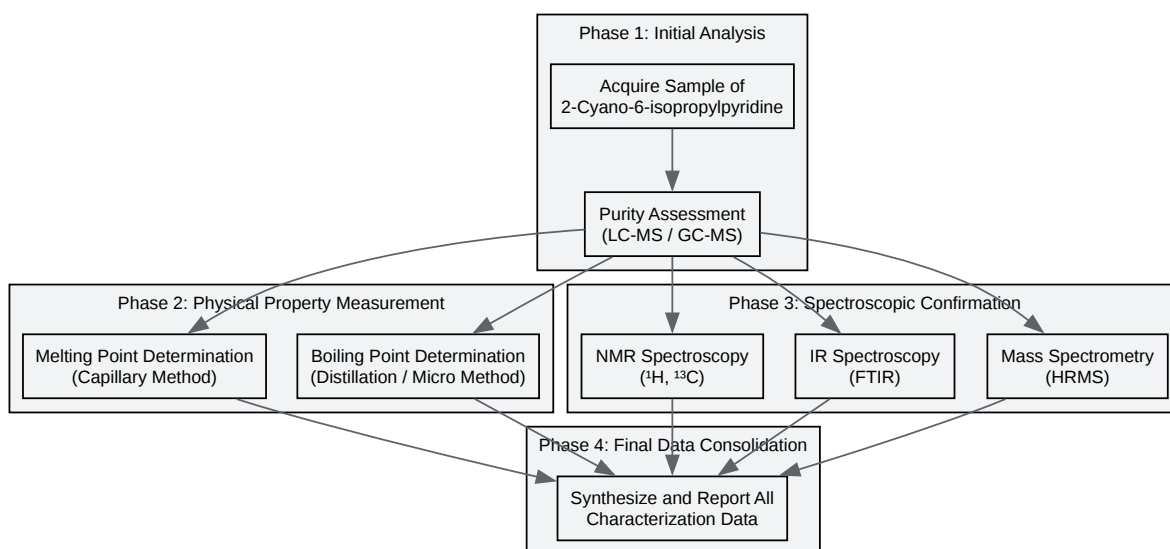 Phase 1: Initial Analysis
Acquire Sample of
2-Cyano-6-isopropylpyridine
Purity Assessment
(LC-MS / GC-MS)
Phase 2: Physical Property Measurement
Melting Point Determination
(Capillary Method)
Boiling Point Determination
(Distillation / Micro Method)
Phase 3: Spectroscopic Confirmation
NMR Spectroscopy
(¹H, ¹³C)
IR Spectroscopy
(FTIR)
Mass Spectrometry
(HRMS)
Phase 4: Final Data Consolidation
Synthesize and Report All
Characterization Data